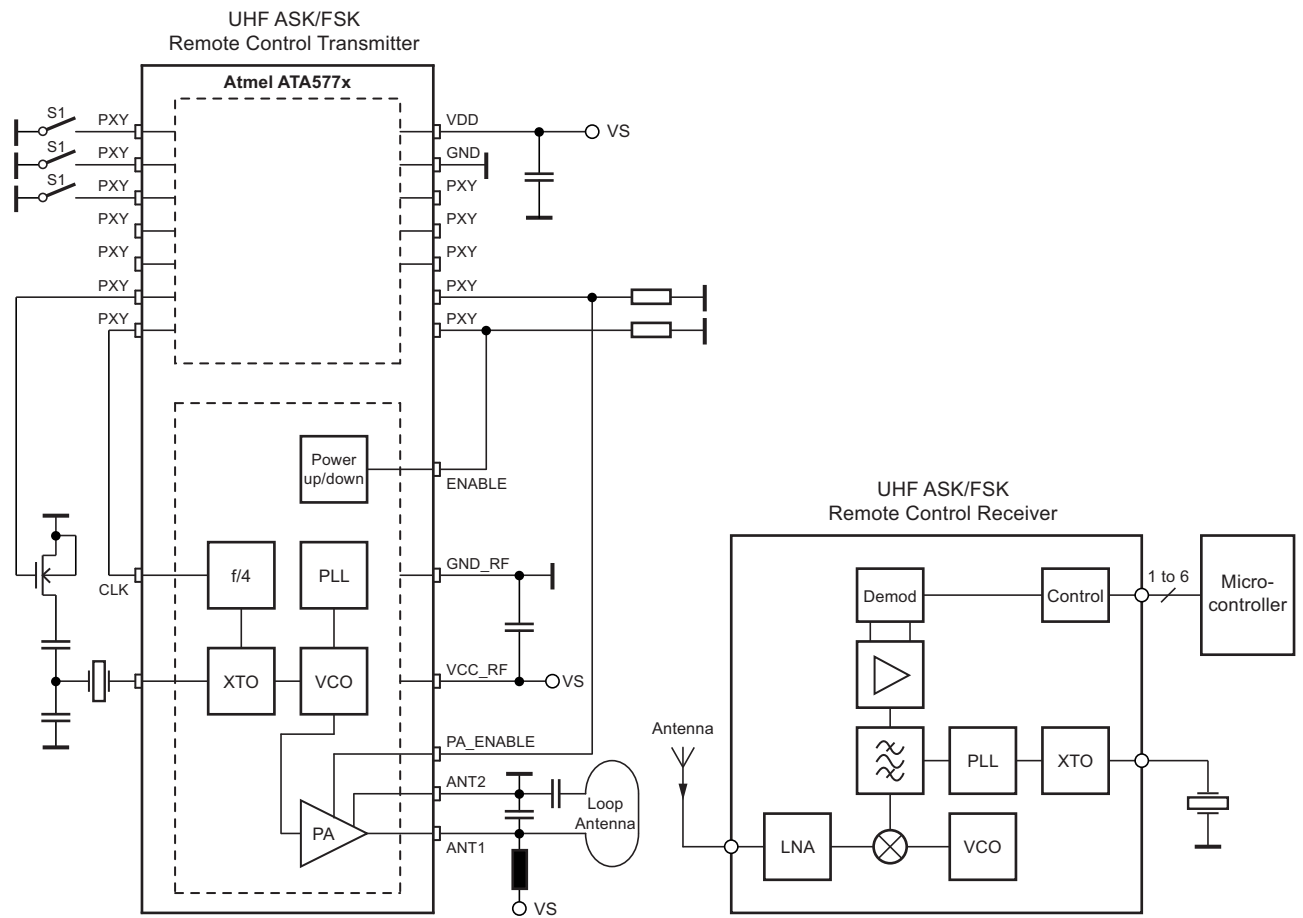 UHF ASK/FSK
Remote Control Transmitter
Atmel ATA577x
S1
PXY
VDD
VS
S1
PXY
GND
S1
PXY
PXY
PXY
PXY
PXY
PXY
PXY
PXY
PXY
PXY
Power
up/down
ENABLE
UHF ASK/FSK
Remote Control Receiver
CLK
f/4
PLL
GND_RF
Demod
Control
1 to 6
Micro-
controller
XTO
VCO
VCC_RF
VS
Antenna
PA_ENABLE
PLL
XTO
ANT2
Loop
Antenna
PA
ANT1
LNA
VCO
VS